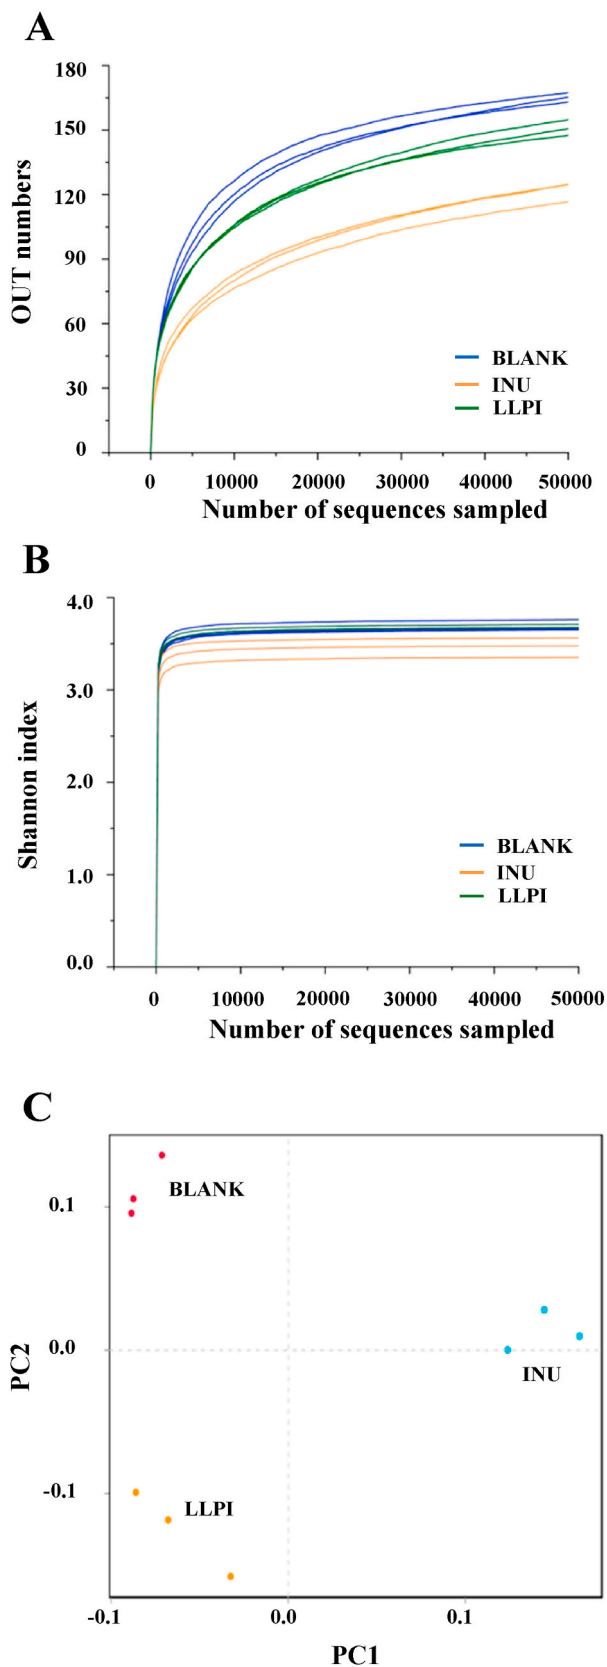 A
180
150
120
90
60
30
0
OUT numbers
BLANK
INU
LLPI
0 10000 20000 30000 40000 50000
Number of sequences sampled
B
4.0
3.0
2.0
1.0
0.0
Shannon index
BLANK
INU
LLPI
0 10000 20000 30000 40000 50000
Number of sequences sampled
C
BLANK
0.1
0.0
-0.1
PC2
INU
LLPI
-0.1 0.0 0.1
PC1